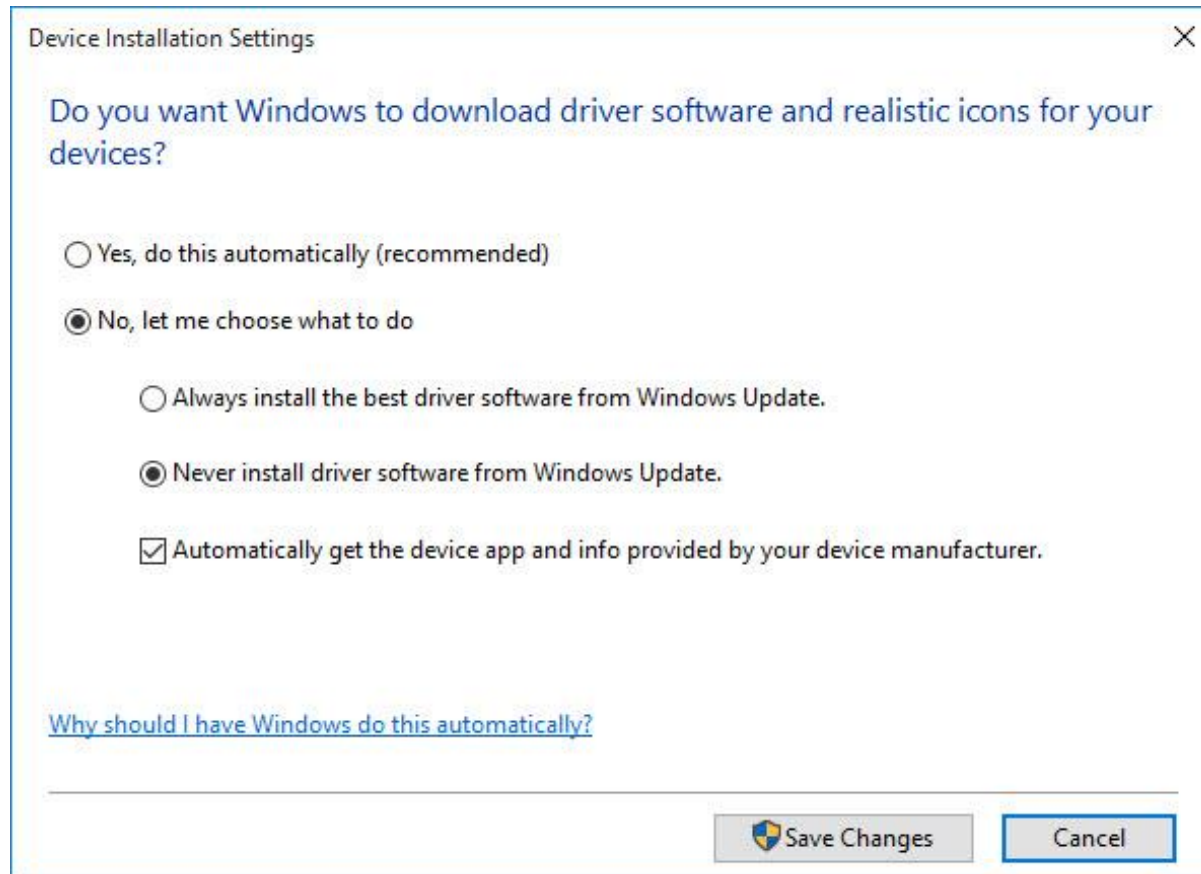 Device Installation Settings
Do you want Windows to download driver software and realistic icons for your
devices?
Yes, do this automatically (recommended)
No, let me choose what to do
Always install the best driver software from Windows Update.
Never install driver software from Windows Update.
Automatically get the device app and info provided by your device manufacturer.
Why should I have Windows do this automatically?
Save Changes
Cancel